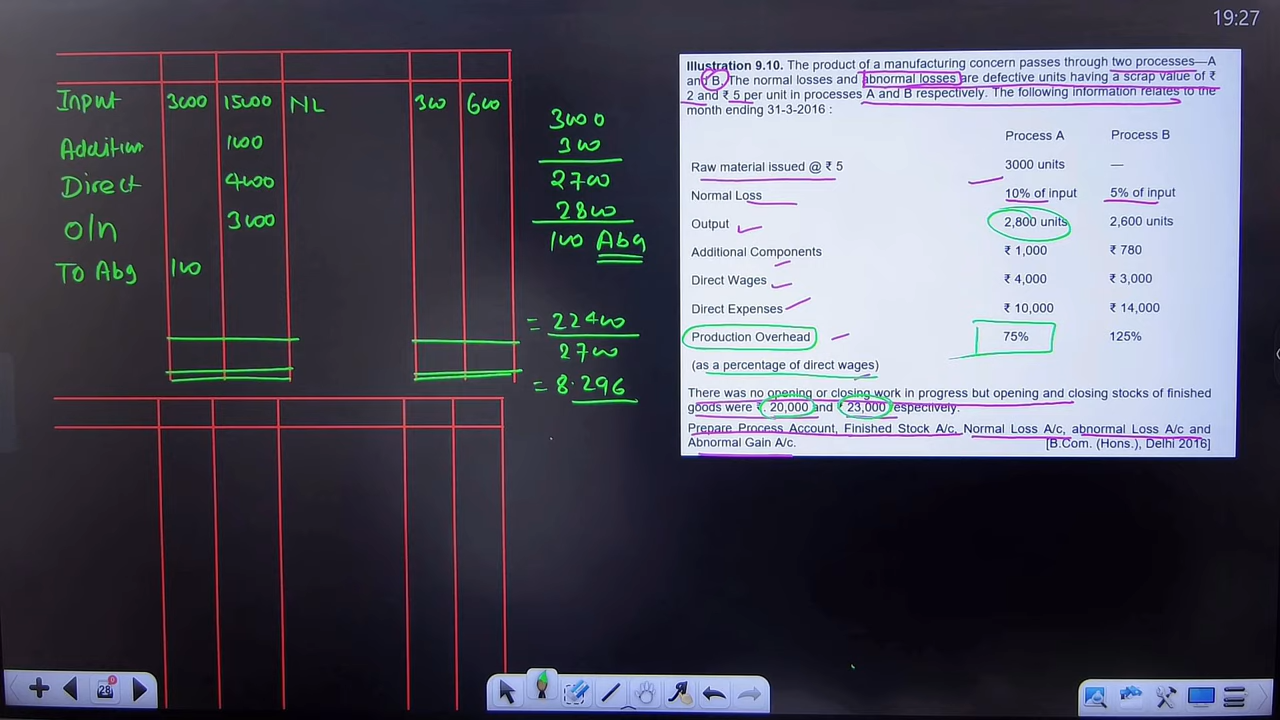 19:27
Input 3000 15000 NL 300 600
Addition 1000
Direct 4000
O/n 3000
To Abg 100
3000
300
2700
2800
100 Abg
= 22400
2700
= 8.296
Illustration 9.10. The product of a manufacturing concern passes through two processes—A
and B. The normal losses and abnormal losses are defective units having a scrap value of ₹
2 and ₹ 5 per unit in processes A and B respectively. The following information relates to the
month ending 31-3-2016 :
Process A Process B
Raw material issued @ ₹ 5 3000 units —
Normal Loss 10% of input 5% of input
Output 2,800 units 2,600 units
Additional Components ₹ 1,000 ₹ 780
Direct Wages ₹ 4,000 ₹ 3,000
Direct Expenses ₹ 10,000 ₹ 14,000
Production Overhead 75% 125%
(as a percentage of direct wages)
There was no opening or closing work in progress but opening and closing stocks of finished
goods were ₹. 20,000 and ₹ 23,000 respectively.
Prepare Process Account, Finished Stock A/c, Normal Loss A/c, abnormal Loss A/c and
Abnormal Gain A/c. [B.Com. (Hons.), Delhi 2016]
28